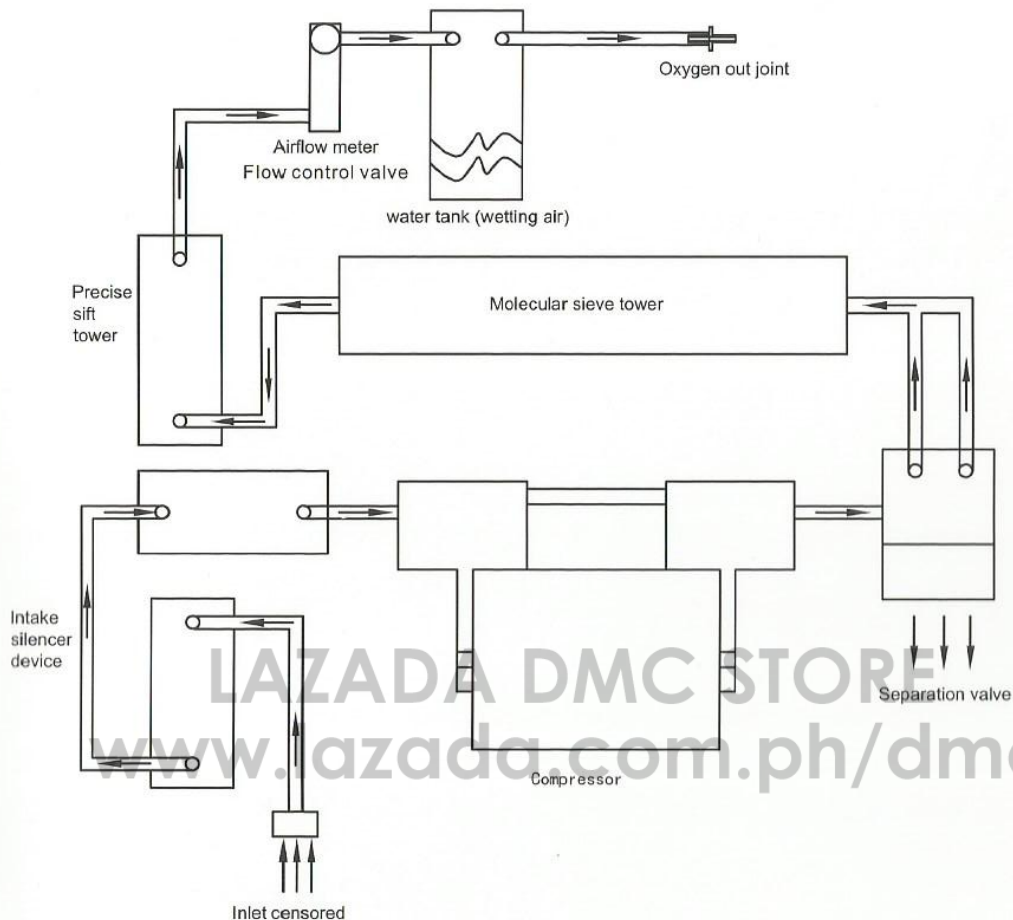 Oxygen out joint
Airflow meter
Flow control valve
water tank (wetting air)
Precise
sift
tower
Molecular sieve tower
Intake
silencer
device
LAZADA DMC STORE
Separation valve
www.lazada.com.ph/dmc
Compressor
Inlet censored